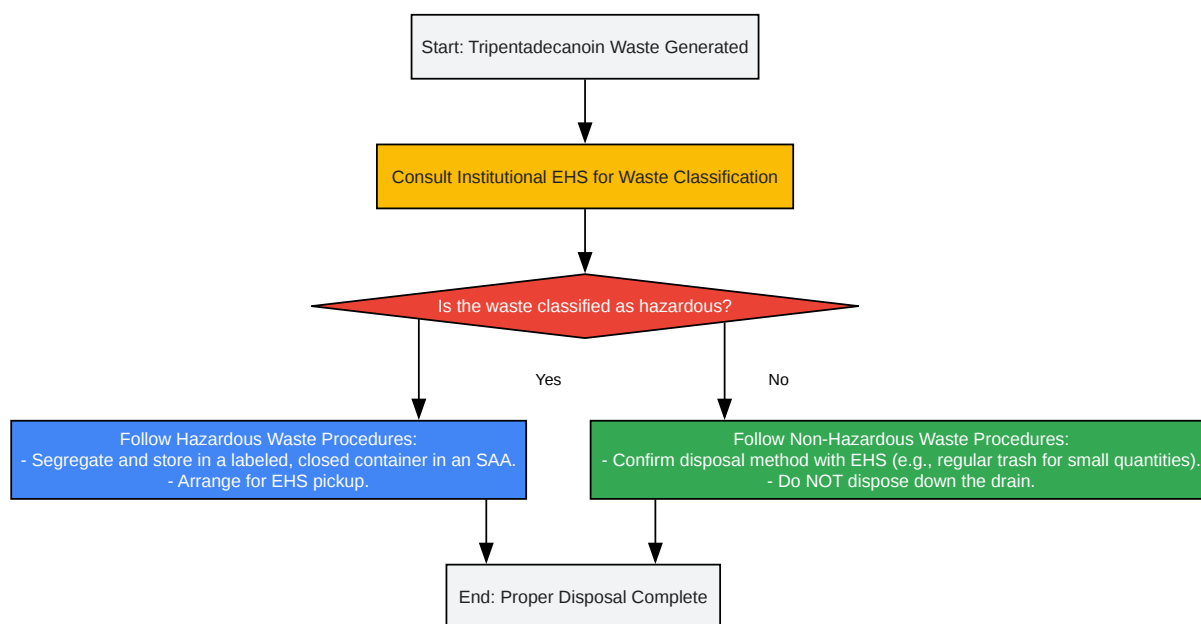 Start: Tripentadecanoin Waste Generated
Consult Institutional EHS for Waste Classification
Is the waste classified as hazardous?
Yes
No
Follow Hazardous Waste Procedures:
- Segregate and store in a labeled, closed container in an SAA.
- Arrange for EHS pickup.
Follow Non-Hazardous Waste Procedures:
- Confirm disposal method with EHS (e.g., regular trash for small quantities).
- Do NOT dispose down the drain.
End: Proper Disposal Complete